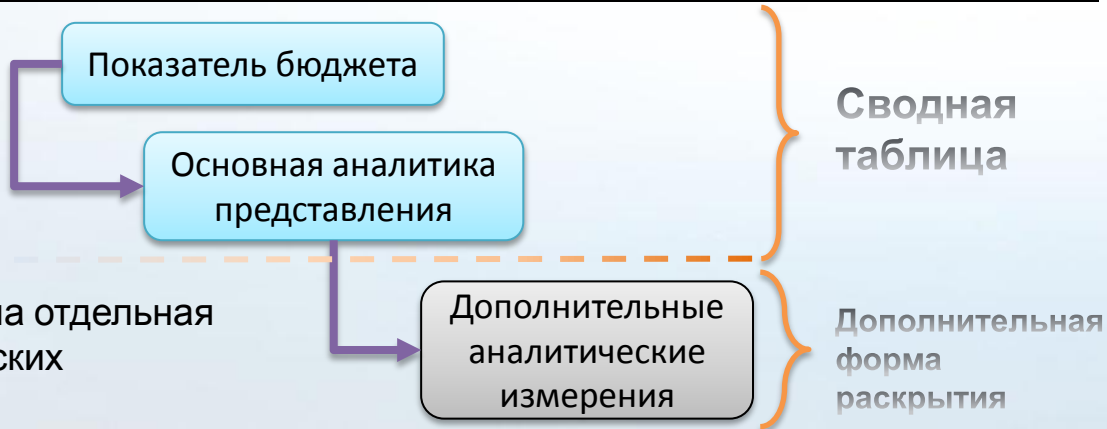 Показатель бюджета
Основная аналитика
представления
Сводная
таблица
на отдельная
ских
Дополнительные
аналитические
измерения
Дополнительная
форма
раскрытия